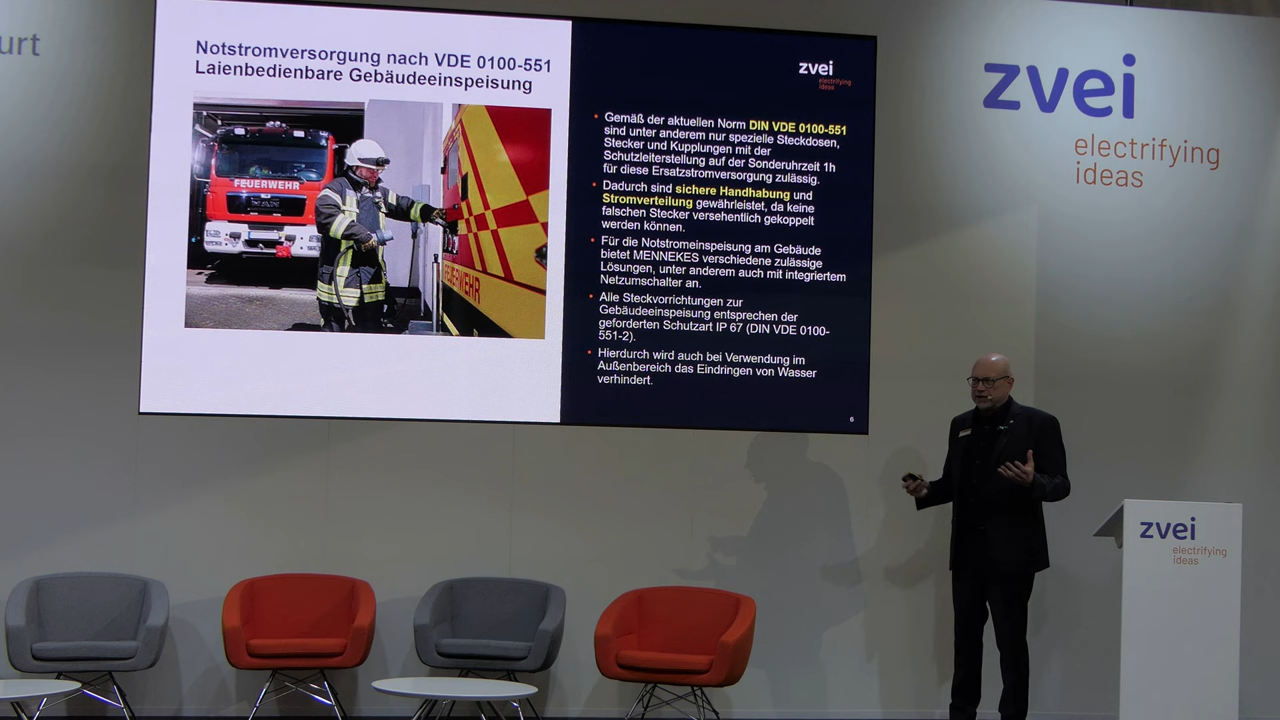 urt
Notstromversorgung nach VDE 0100-551
Laienbedienbare Gebäudeeinspeisung
FEUERWEHR
MAN
FEUERWEHR
zvei
electrifying
ideas
Gemäß der aktuellen Norm DIN VDE 0100-551
sind unter anderem nur spezielle Steckdosen,
Stecker und Kupplungen mit der
Schutzleiterstellung auf der Sonderuhrzeit 1h
für diese Ersatzstromversorgung zulässig.
Dadurch sind sichere Handhabung und
Stromverteilung gewährleistet, da keine
falschen Stecker versehentlich gekoppelt
werden können.
Für die Notstromeinspeisung am Gebäude
bietet MENNEKES verschiedene zulässige
Lösungen, unter anderem auch mit integriertem
Netzumschalter an.
Alle Steckvorrichtungen zur
Gebäudeeinspeisung entsprechen der
geforderten Schutzart IP 67 (DIN VDE 0100-
551-2).
Hierdurch wird auch bei Verwendung im
Außenbereich das Eindringen von Wasser
verhindert.
6
zvei
electrifying
ideas
zvei
electrifying
ideas